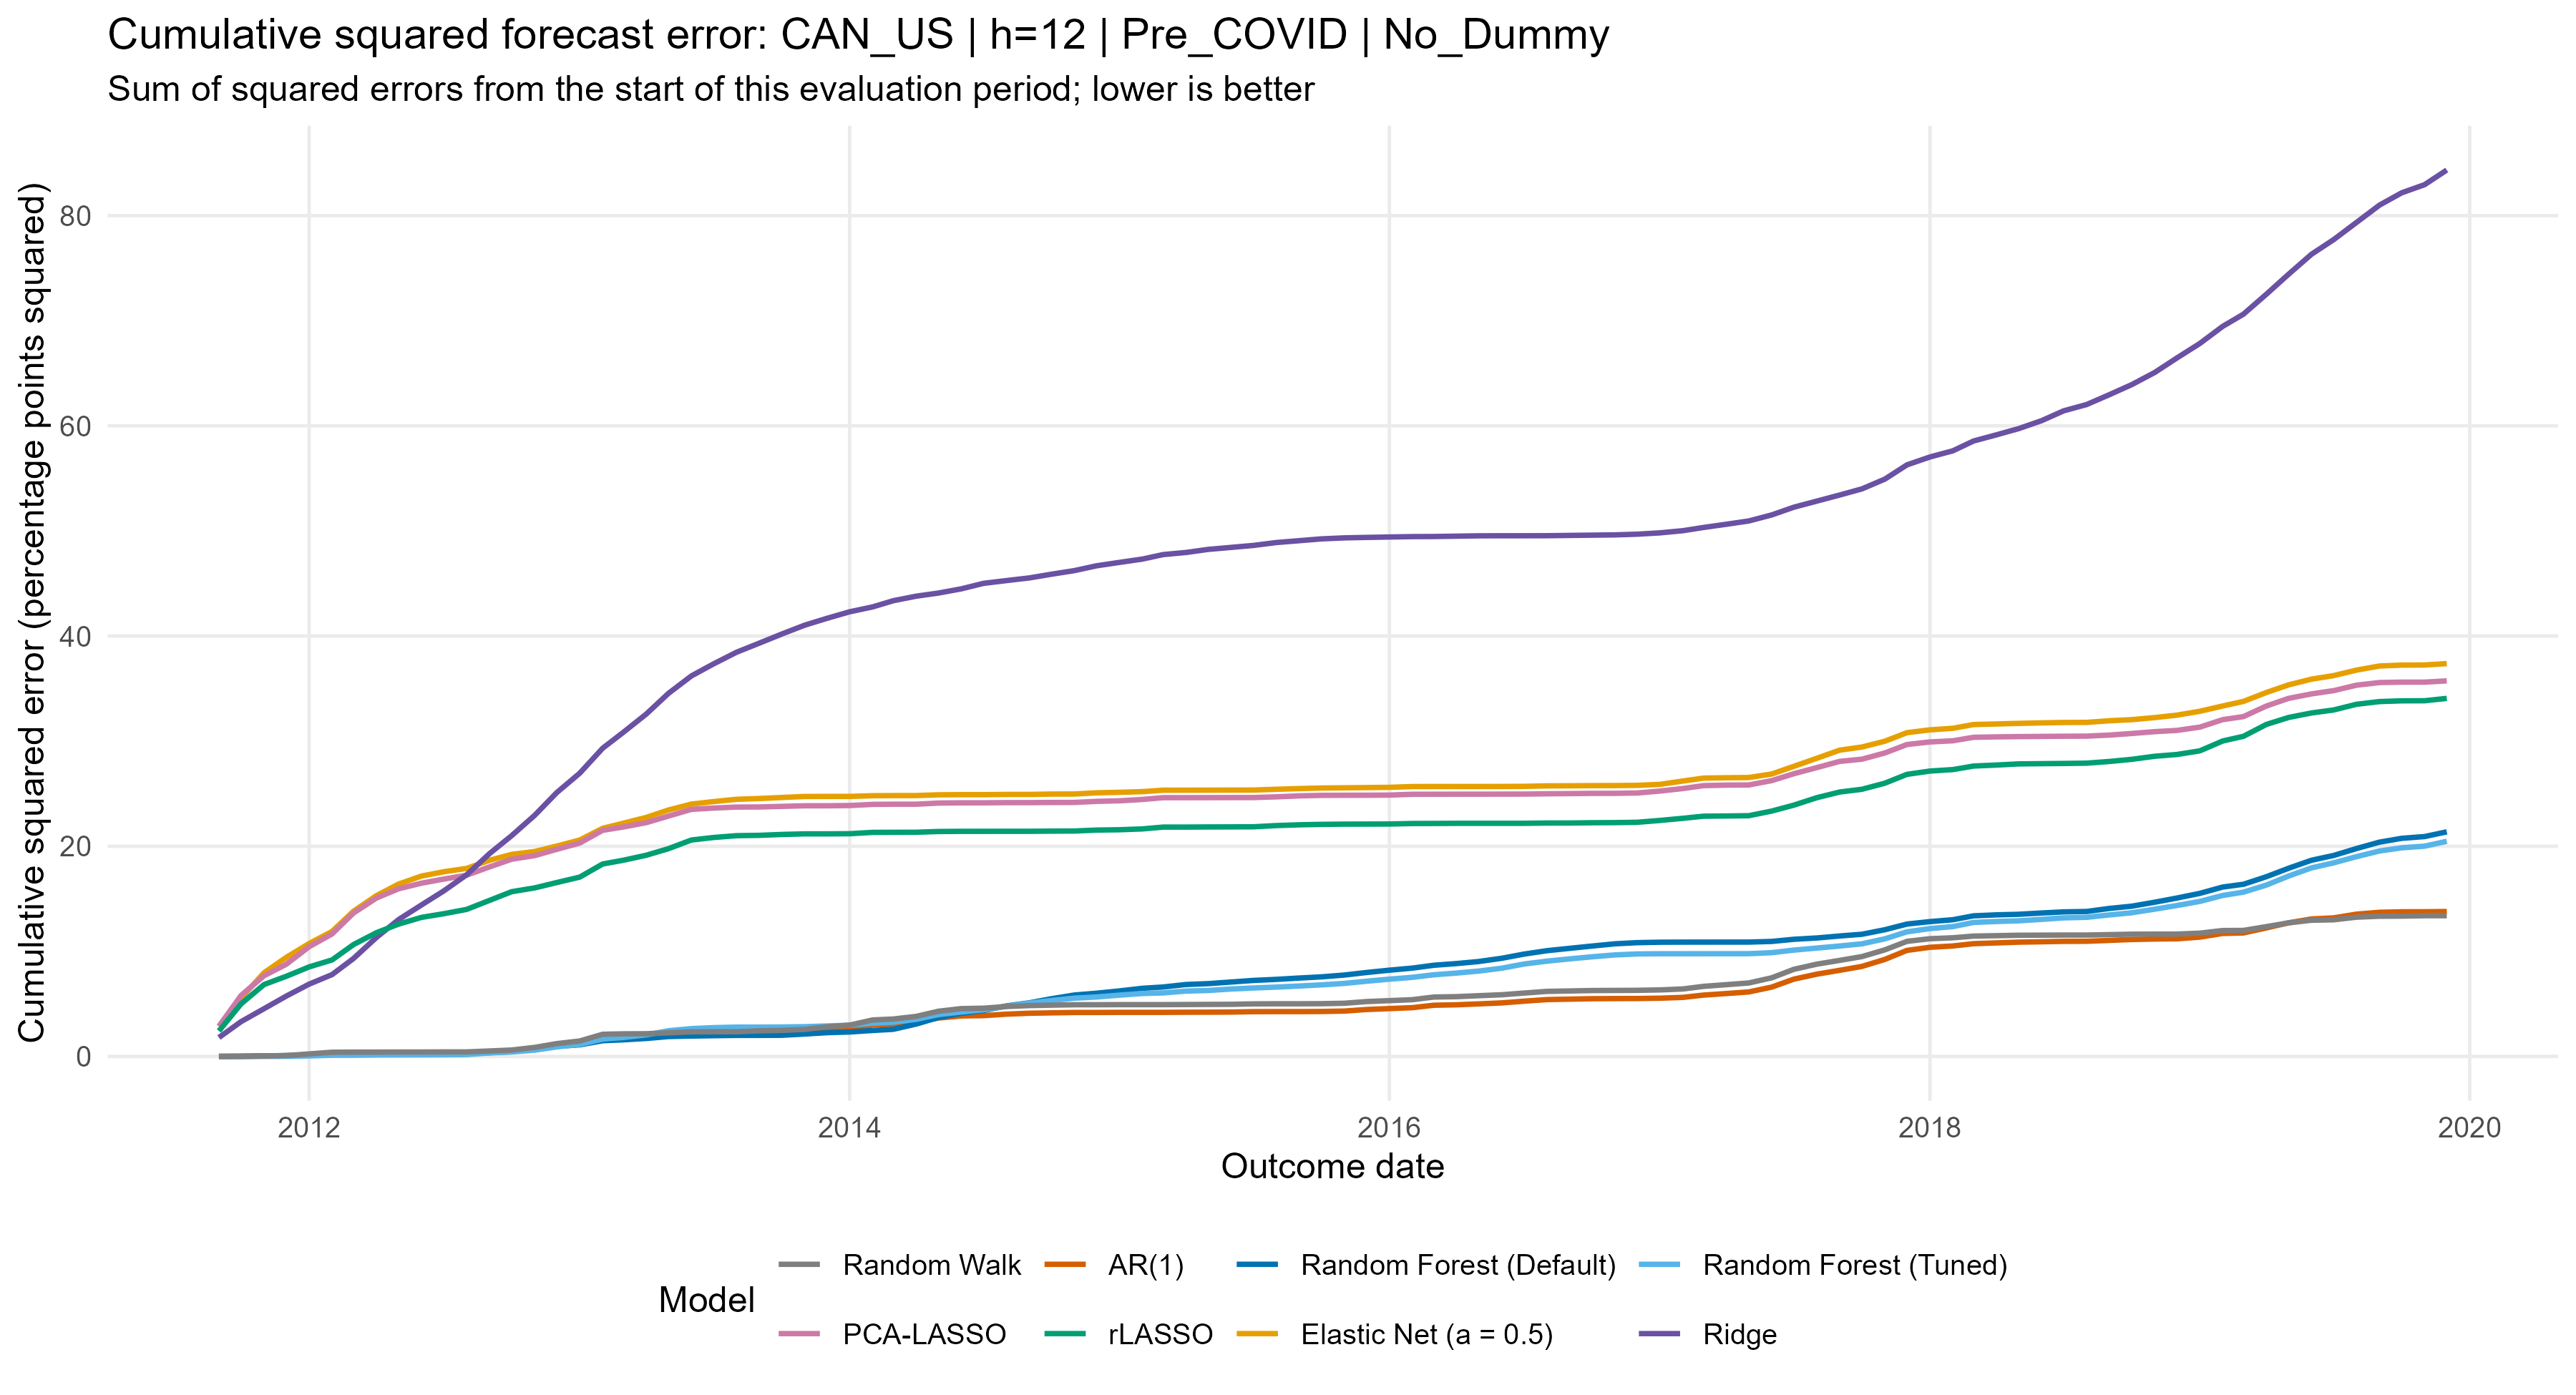 Cumulative squared forecast error: CAN_US | h=12 | Pre_COVID | No_Dummy
Sum of squared errors from the start of this evaluation period; lower is better
Cumulative squared error (percentage points squared)
80
60
40
20
0
2012 2014 2016 2018 2020
Outcome date
Model
Random Walk AR(1) Random Forest (Default) Random Forest (Tuned)
PCA-LASSO rLASSO Elastic Net (a = 0.5) Ridge